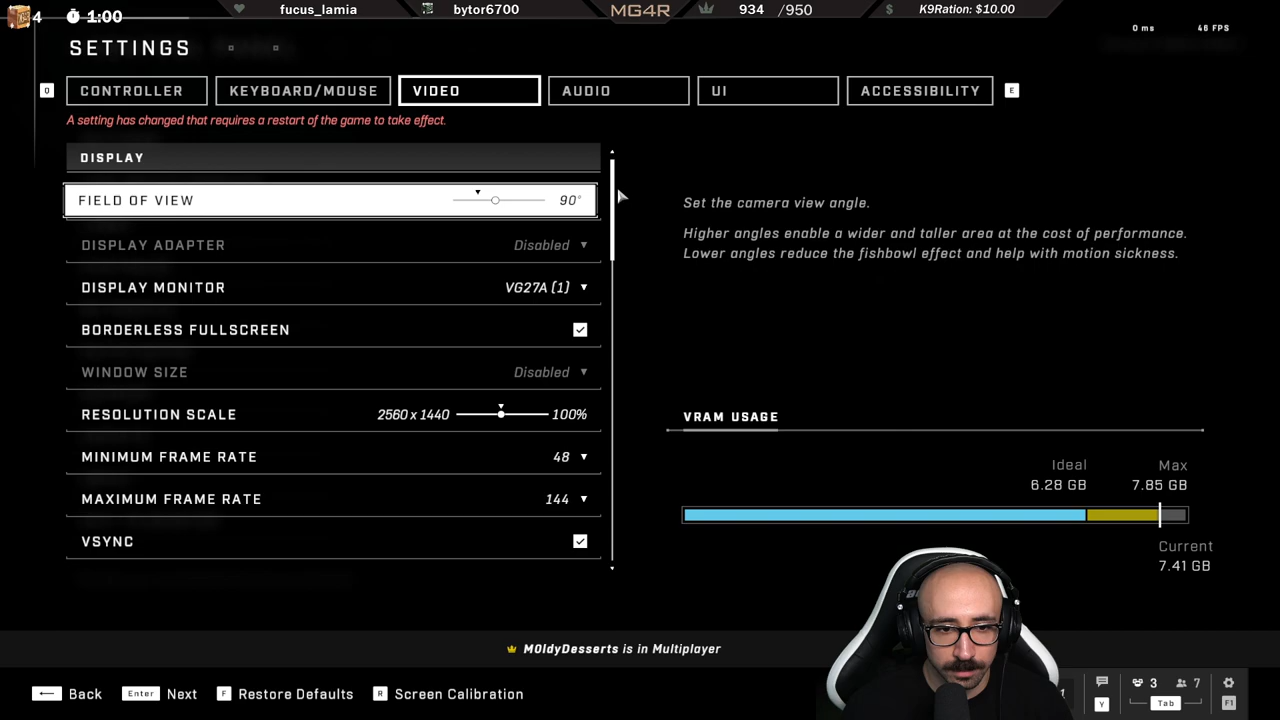 4 1:00 fucus_lamia bytor6700 MG4R 934 /950 $ K9Ration: $10.00
0 ms 46 FPS
SETTINGS
Q CONTROLLER KEYBOARD/MOUSE VIDEO AUDIO UI ACCESSIBILITY E
A setting has changed that requires a restart of the game to take effect.
DISPLAY
FIELD OF VIEW 90°
DISPLAY ADAPTER Disabled
DISPLAY MONITOR VG27A (1)
BORDERLESS FULLSCREEN
WINDOW SIZE Disabled
RESOLUTION SCALE 2560 x 1440 100%
MINIMUM FRAME RATE 48
MAXIMUM FRAME RATE 144
VSYNC
Set the camera view angle.
Higher angles enable a wider and taller area at the cost of performance.
Lower angles reduce the fishbowl effect and help with motion sickness.
VRAM USAGE
Ideal Max
6.28 GB 7.85 GB
Current
7.41 GB
M0ldyDesserts is in Multiplayer
Back Enter Next F Restore Defaults R Screen Calibration
1 3 7
Y Tab F1